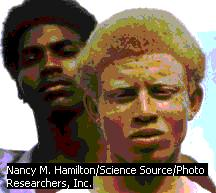 Nancy M. Hamilton/Science Source/Photo
Researchers, Inc.